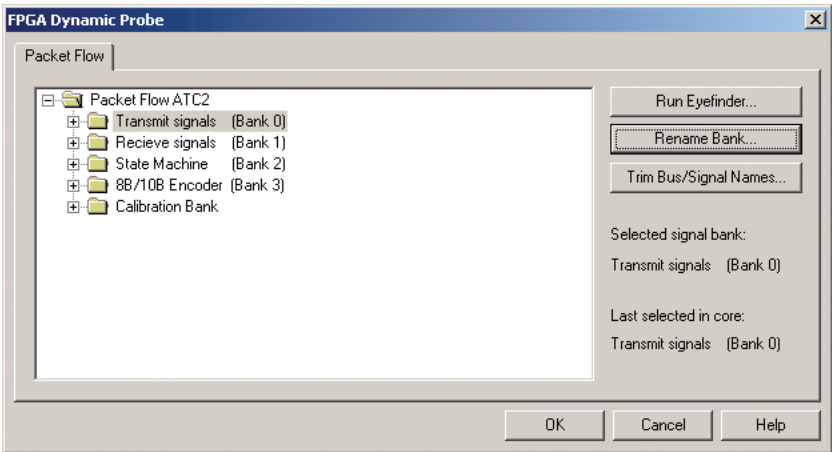 FPGA Dynamic Probe
Packet Flow
Packet Flow ATC2
Transmit signals (Bank 0)
Recieve signals (Bank 1)
State Machine (Bank 2)
8B/10B Encoder (Bank 3)
Calibration Bank
Run Eyefinder...
Rename Bank...
Trim Bus/Signal Names...
Selected signal bank:
Transmit signals (Bank 0)
Last selected in core:
Transmit signals (Bank 0)
OK
Cancel
Help